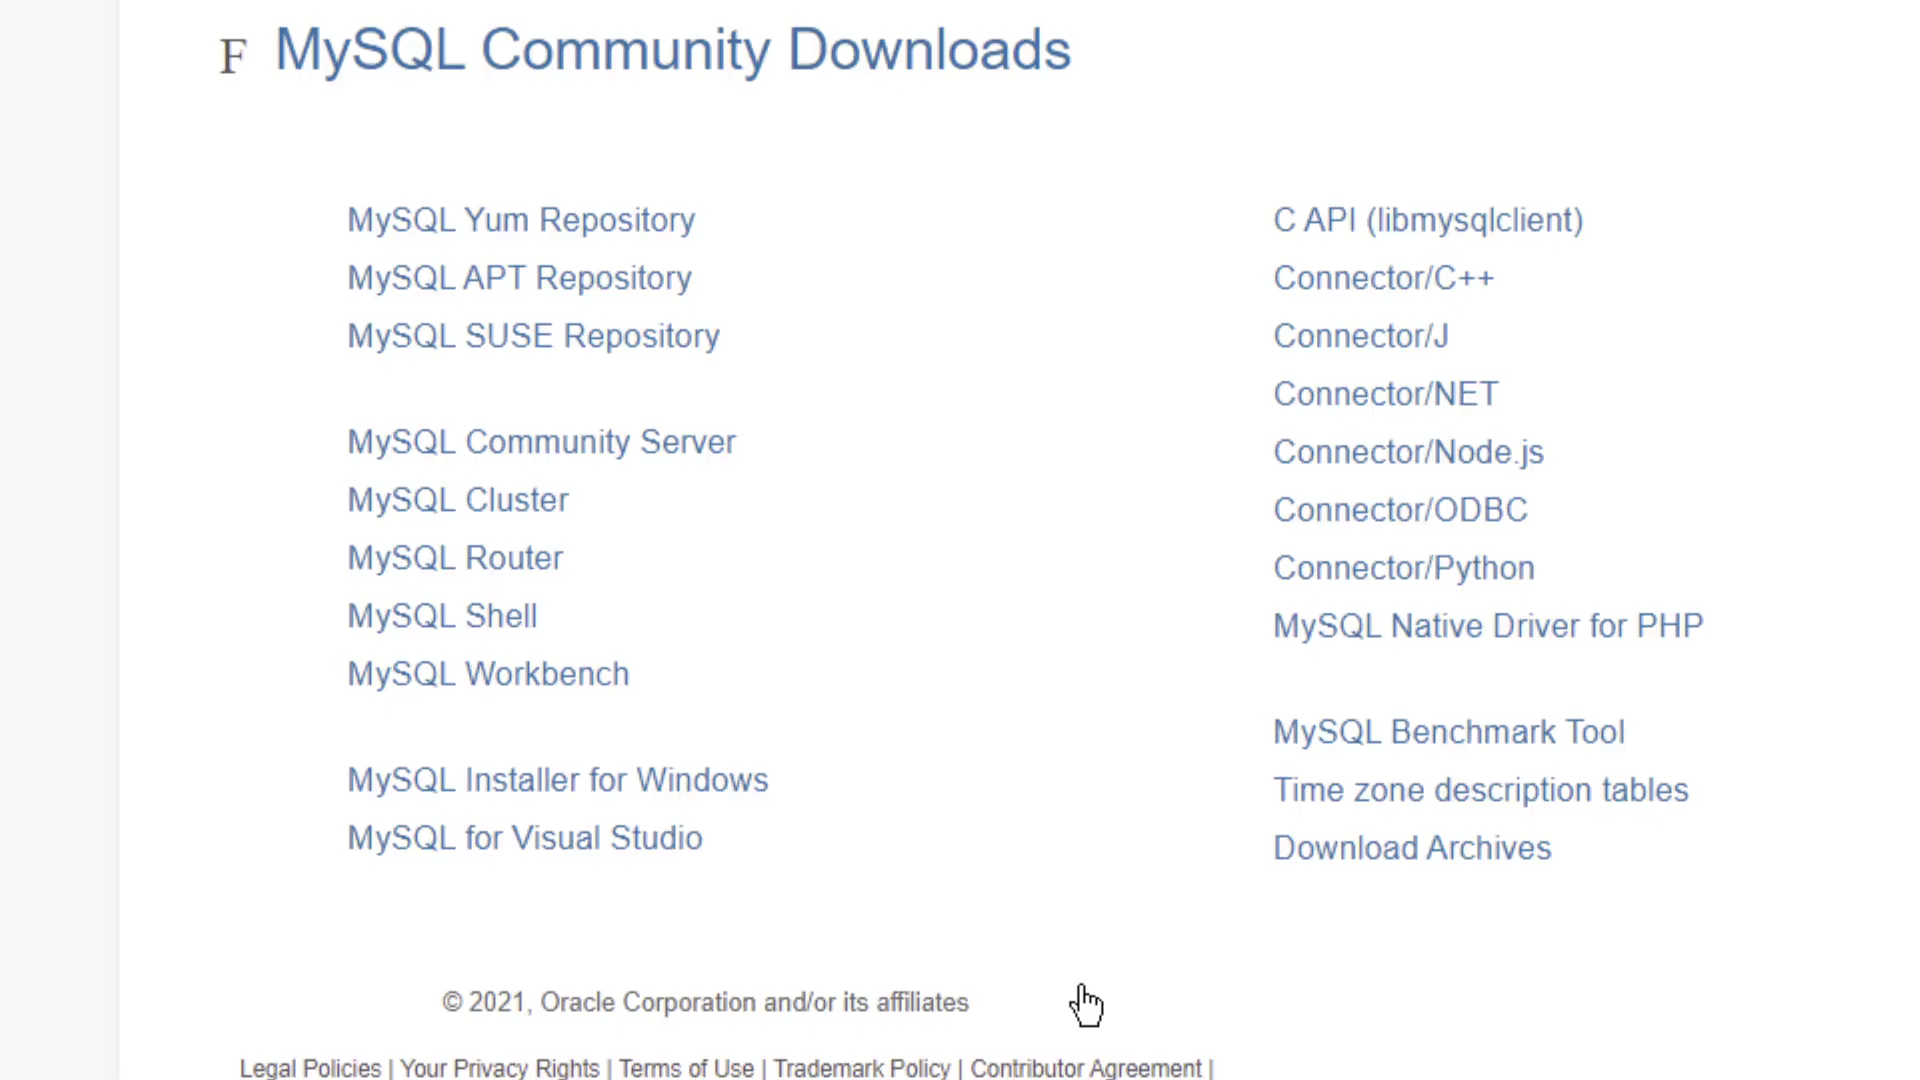 F MySQL Community Downloads
MySQL Yum Repository
MySQL APT Repository
MySQL SUSE Repository
MySQL Community Server
MySQL Cluster
MySQL Router
MySQL Shell
MySQL Workbench
MySQL Installer for Windows
MySQL for Visual Studio
C API (libmysqlclient)
Connector/C++
Connector/J
Connector/NET
Connector/Node.js
Connector/ODBC
Connector/Python
MySQL Native Driver for PHP
MySQL Benchmark Tool
Time zone description tables
Download Archives
© 2021, Oracle Corporation and/or its affiliates
Legal Policies | Your Privacy Rights | Terms of Use | Trademark Policy | Contributor Agreement |